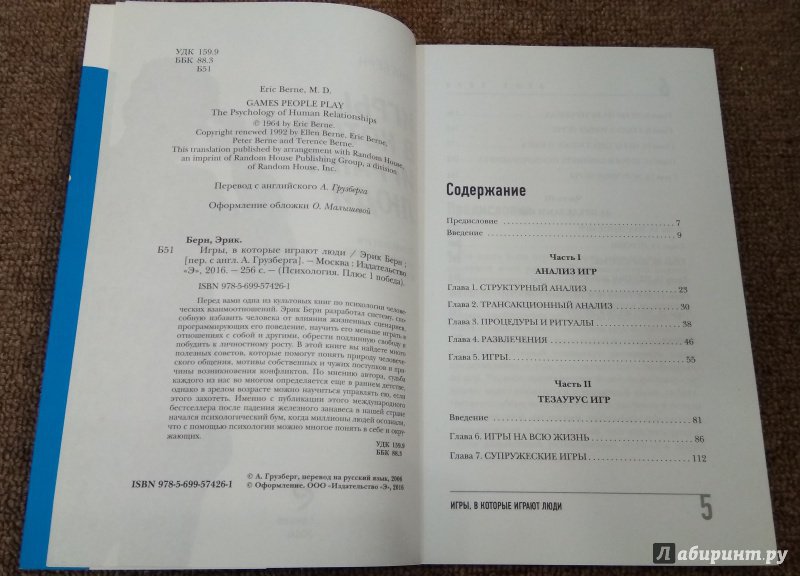 УДК 159.9
ББК 88.3
Б51
Eric Berne, M. D.
GAMES PEOPLE PLAY
The Psychology of Human Relationships
© 1964 by Eric Berne.
Copyright renewed 1992 by Ellen Berne, Eric Berne,
Peter Berne and Terence Berne.
This translation published by arrangement with Random House,
an imprint of Random House Publishing Group, a division
of Random House, Inc.
Перевод с английского А. Грузберга
Оформление обложки О. Малышевой
Берн, Эрик.
Б51 Игры, в которые играют люди / Эрик Берн ;
[пер. с англ. А. Грузберга]. – Москва : Издательство
«Э», 2016. – 256 с. – (Психология. Плюс 1 победа).
ISBN 978-5-699-57426-1
Перед вами одна из культовых книг по психологии человеческих взаимоотношений. Эрик Берн разработал систему, способную избавить человека от влияния жизненных сценариев,
программирующих его поведение, научить его меньше играть в
отношениях с собой и другими, обрести подлинную свободу и
побудить к личностному росту. В этой книге вы найдете много
полезных советов, которые помогут понять природу человеческого общения, мотивы собственных и чужих поступков и причины возникновения конфликтов. По мнению автора, судьба
каждого из нас во многом определяется еще в раннем детстве,
однако в зрелом возрасте можно научиться управлять ею, если
этого захотеть. Именно с публикации этого международного
бестселлера после падения железного занавеса в нашей стране
начался психологический бум, когда миллионы людей осознали,
что с помощью психологии можно многое понять в себе и окружающих.
УДК 159.9
ББК 88.3
© А. Грузберг, перевод на русский язык, 2006
ISBN 978-5-699-57426-1 © Оформление. ООО «Издательство «Э», 2016
Содержание
Предисловие 7
Введение 9
Часть I
АНАЛИЗ ИГР
Глава 1. СТРУКТУРНЫЙ АНАЛИЗ 23
Глава 2. ТРАНСАКЦИОННЫЙ АНАЛИЗ 30
Глава 3. ПРОЦЕДУРЫ И РИТУАЛЫ 38
Глава 4. РАЗВЛЕЧЕНИЯ 46
Глава 5. ИГРЫ 55
Часть II
ТЕЗАУРУС ИГР
Введение 81
Глава 6. ИГРЫ НА ВСЮ ЖИЗНЬ 86
Глава 7. СУПРУЖЕСКИЕ ИГРЫ 112
ИГРЫ, В КОТОРЫЕ ИГРАЮТ ЛЮДИ 5
Лабиринт.ру